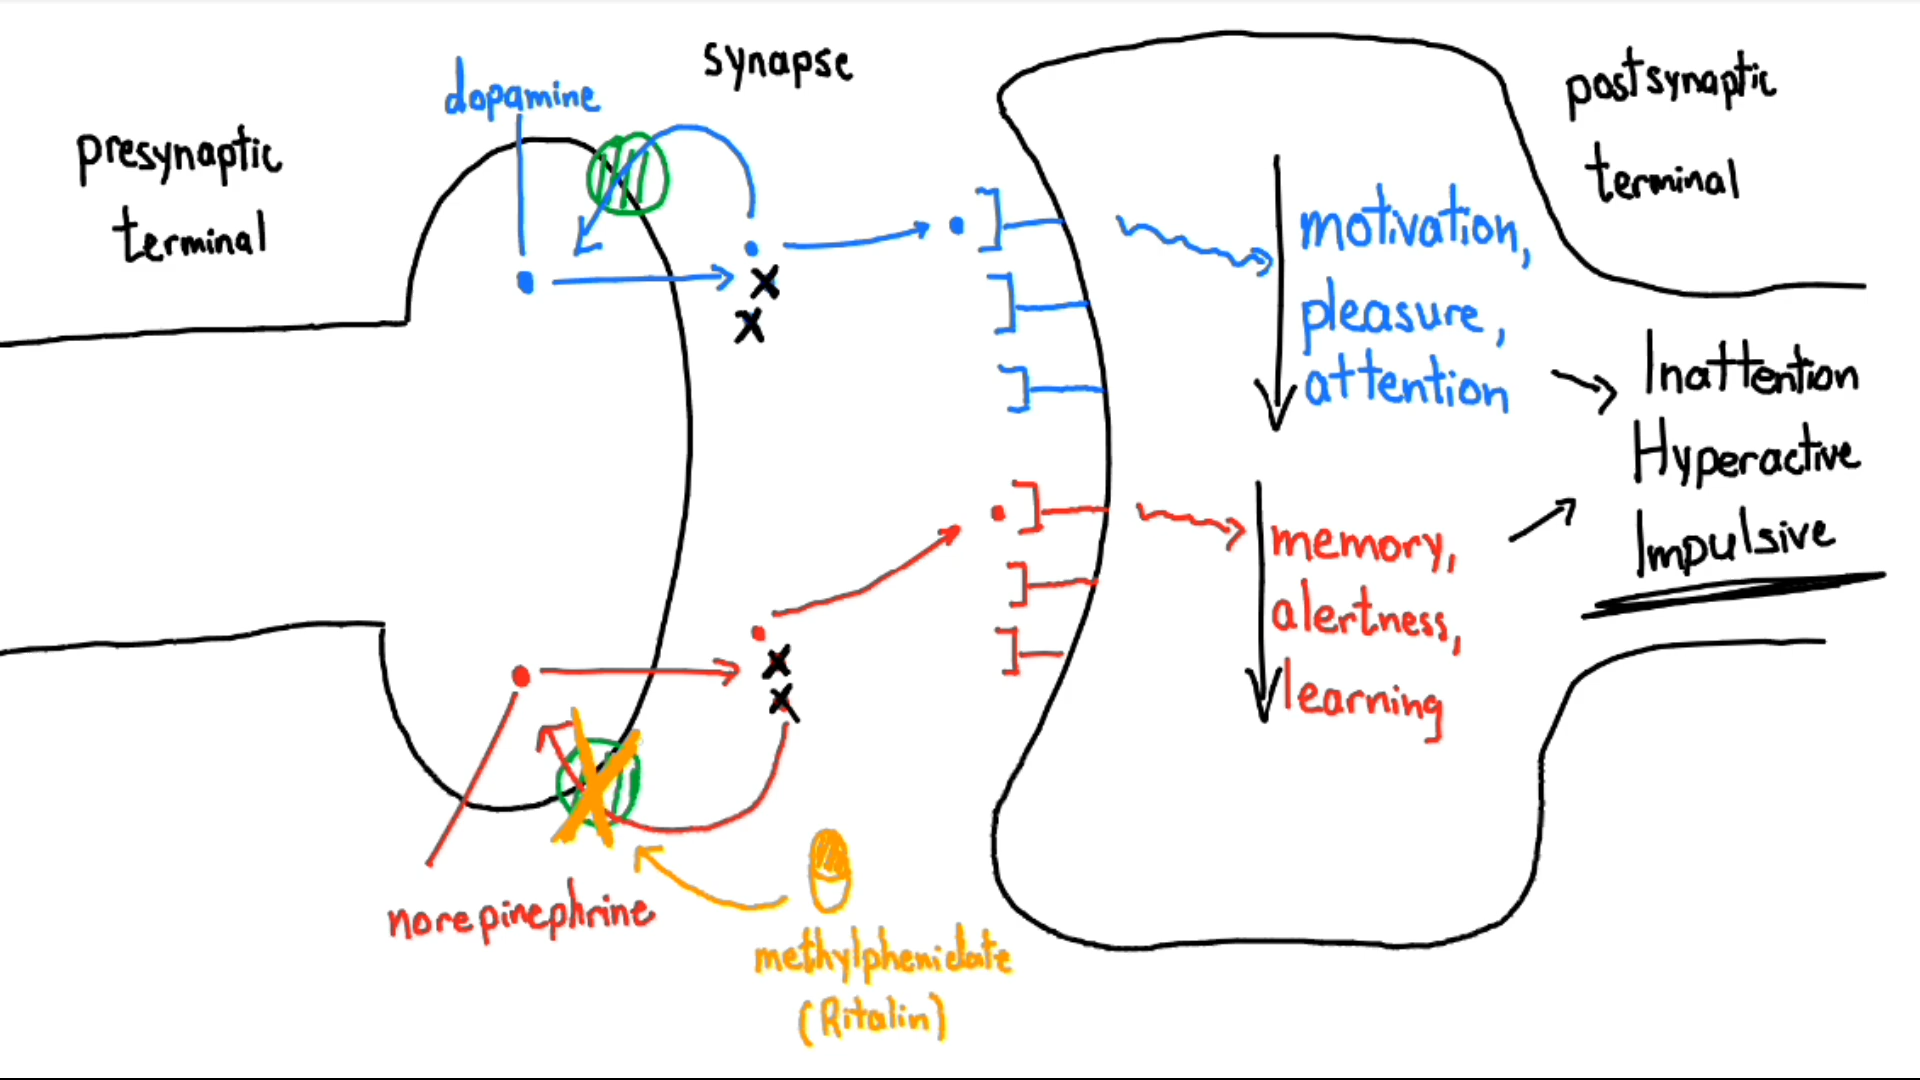 synapse
dopamine
presynaptic
terminal
postsynaptic
terminal
motivation,
pleasure,
attention
Inattention
Hyperactive
Impulsive
memory,
alertness,
learning
norepinephrine
methylphenidate
(Ritalin)